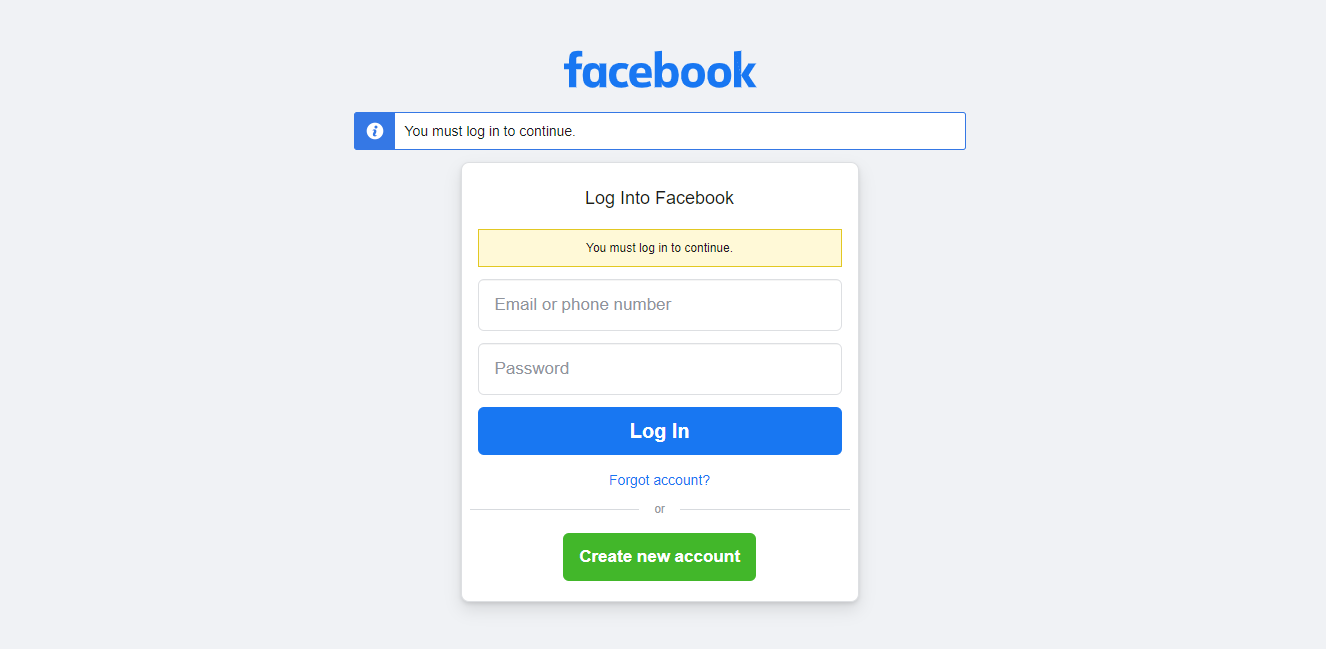 facebook
You must log in to continue.
Log Into Facebook
You must log in to continue.
Email or phone number
Password
Log In
Forgot account?
or
Create new account